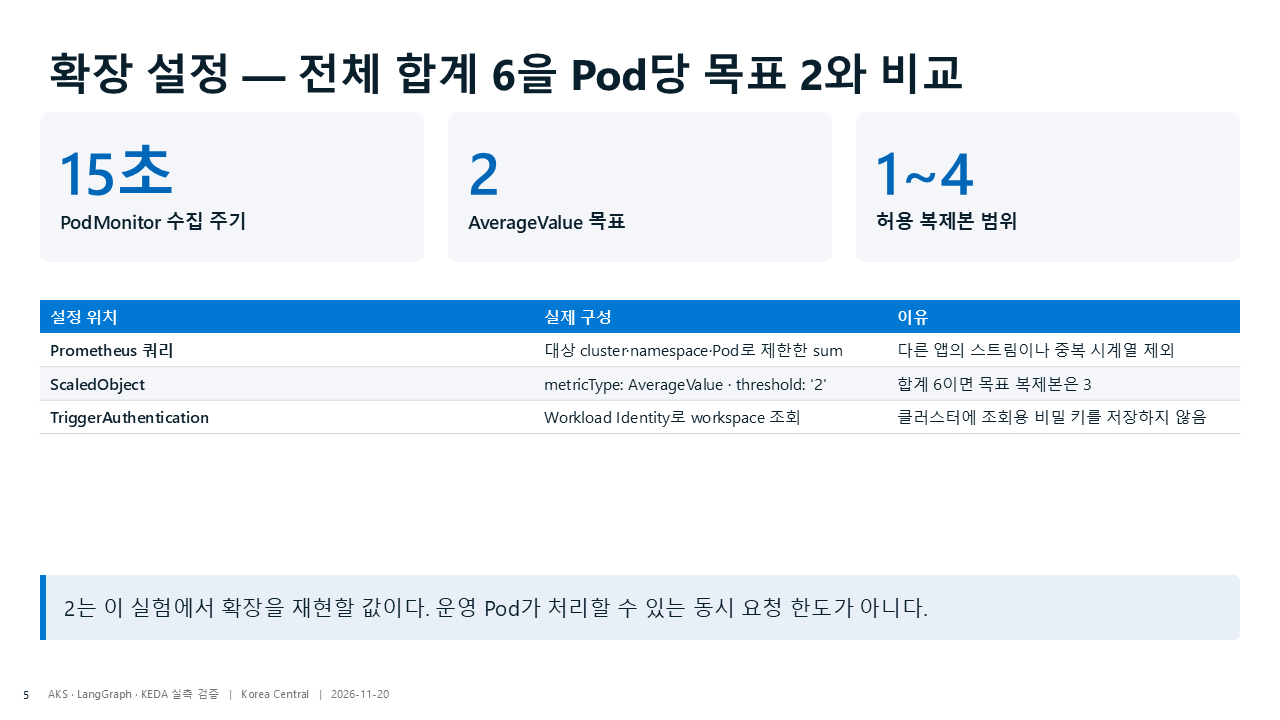 확장 설정 — 전체 합계 6을 Pod당 목표 2와 비교
15초
PodMonitor 수집 주기
2
AverageValue 목표
1~4
허용 복제본 범위
설정 위치 실제 구성 이유
Prometheus 쿼리 대상 cluster·namespace·Pod로 제한한 sum 다른 앱의 스트림이나 중복 시계열 제외
ScaledObject metricType: AverageValue · threshold: '2' 합계 6이면 목표 복제본은 3
TriggerAuthentication Workload Identity로 workspace 조회 클러스터에 조회용 비밀 키를 저장하지 않음
2는 이 실험에서 확장을 재현할 값이다. 운영 Pod가 처리할 수 있는 동시 요청 한도가 아니다.
5 AKS · LangGraph · KEDA 실측 검증 | Korea Central | 2026-11-20